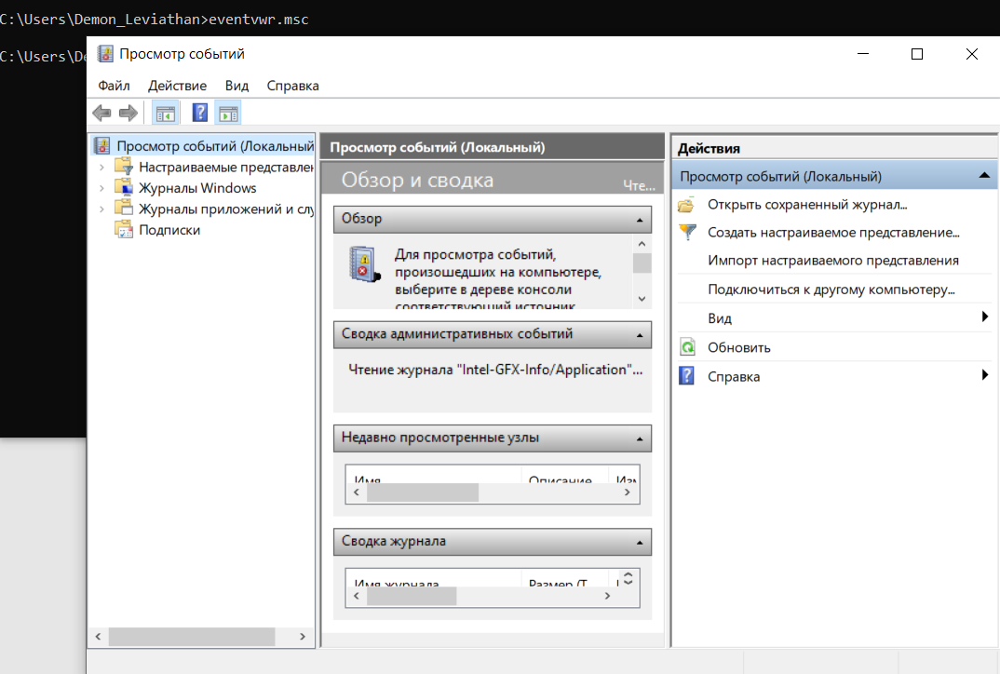 C:\Users\Demon_Leviathan>eventvwr.msc
C:\Users\De
Просмотр событий
Файл Действие Вид Справка
Просмотр событий (Локальный
Настраиваемые представлен
Журналы Windows
Журналы приложений и слу
Подписки
Просмотр событий (Локальный)
Обзор и сводка
Чте...
Обзор
Для просмотра событий,
произошедших на компьютере,
выберите в дереве консоли
соответствующий источник
Сводка административных событий
Чтение журнала "Intel-GFX-Info/Application"...
Недавно просмотренные узлы
Имя Описание Изм
Сводка журнала
Имя журнала Размер (Т
Действия
Просмотр событий (Локальный)
Открыть сохраненный журнал...
Создать настраиваемое представление...
Импорт настраиваемого представления
Подключиться к другому компьютеру...
Вид
Обновить
Справка